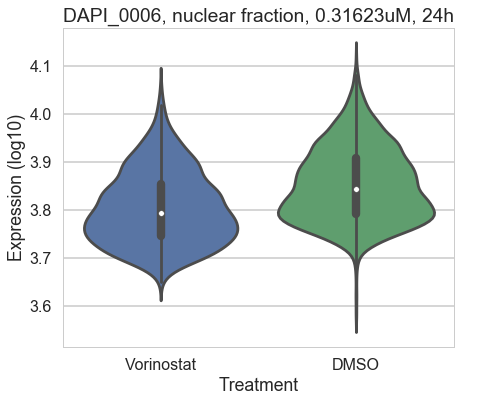 DAPI_0006, nuclear fraction, 0.31623uM, 24h
4.1
4.0
3.9
3.8
3.7
3.6
Expression (log10)
Vorinostat DMSO
Treatment